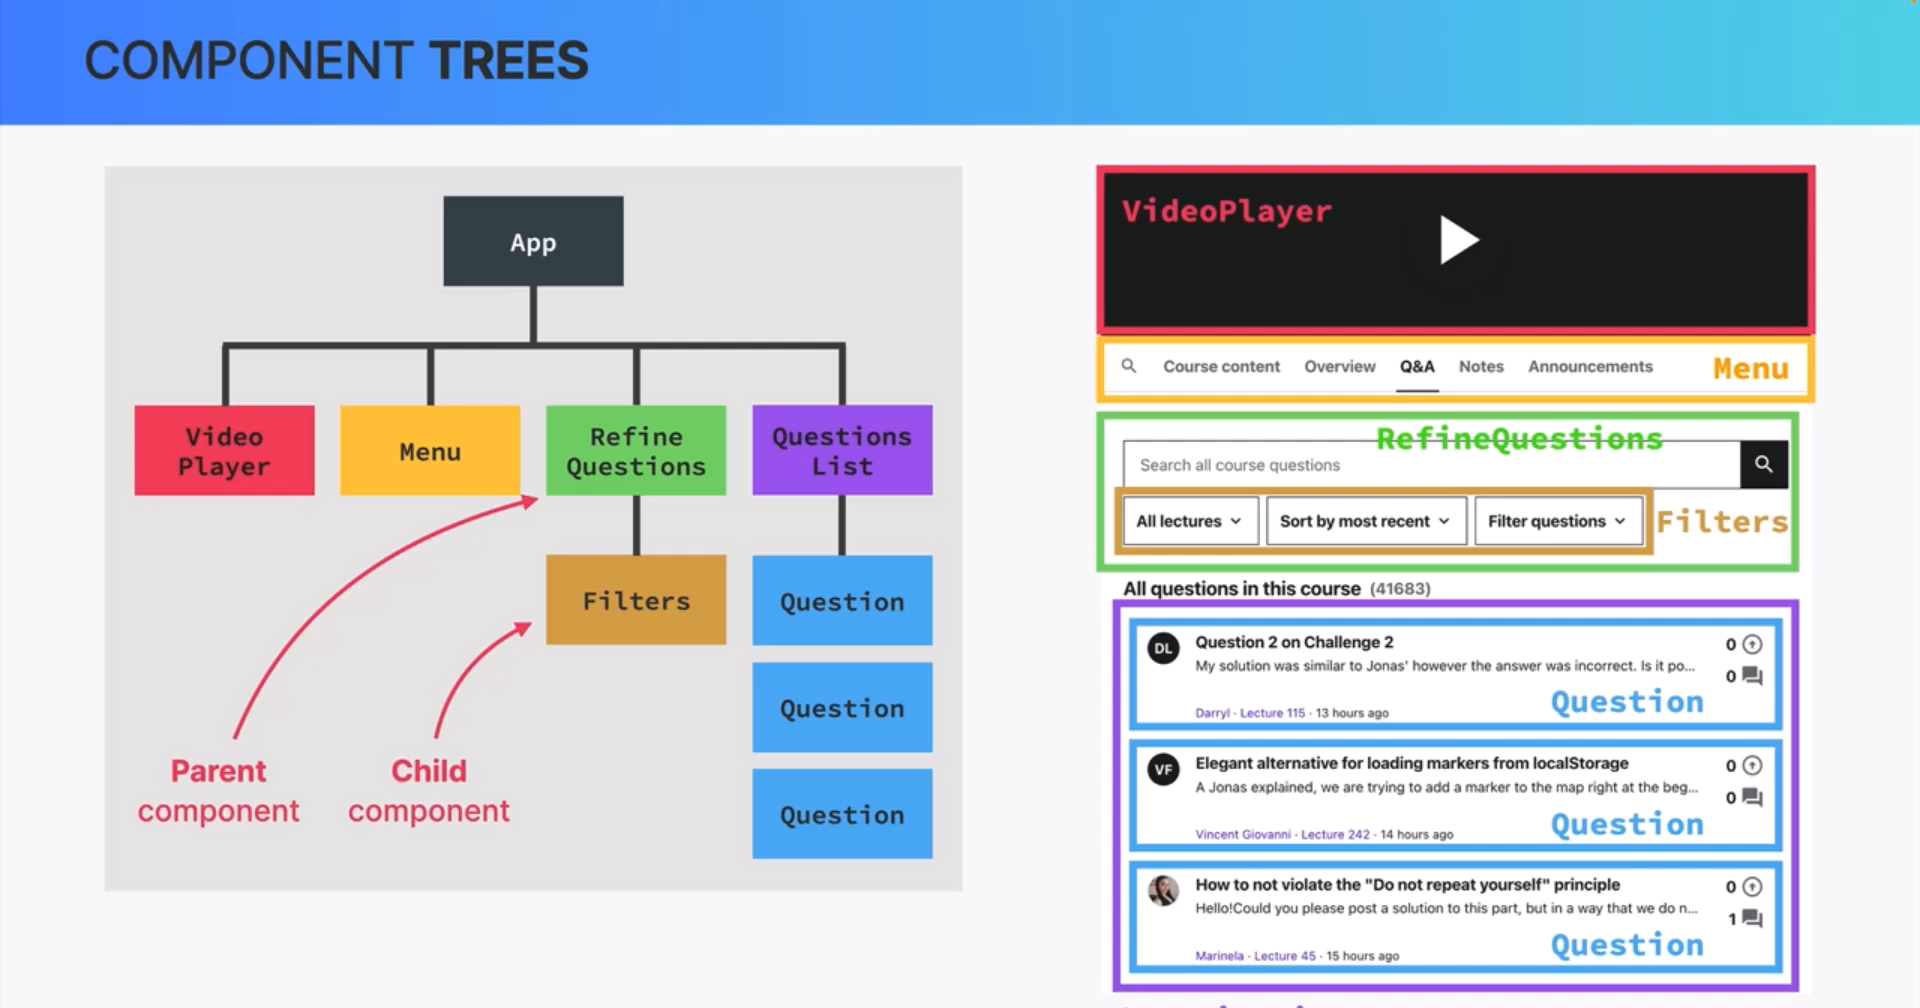 COMPONENT TREES
App
Video
Player
Menu
Refine
Questions
Questions
List
Filters
Question
Question
Question
Parent
component
Child
component
VideoPlayer
Course content
Overview
Q&A
Notes
Announcements
Menu
RefineQuestions
Search all course questions
All lectures
Sort by most recent
Filter questions
Filters
All questions in this course (41683)
DL
Question 2 on Challenge 2
0
My solution was similar to Jonas' however the answer was incorrect. Is it po...
0
Question
Darryl · Lecture 115 · 13 hours ago
VF
Elegant alternative for loading markers from localStorage
0
A Jonas explained, we are trying to add a marker to the map right at the beg...
0
Question
Vincent Giovanni · Lecture 242 · 14 hours ago
How to not violate the "Do not repeat yourself" principle
0
Hello!Could you please post a solution to this part, but in a way that we do n...
1
Question
Marinela · Lecture 45 · 15 hours ago